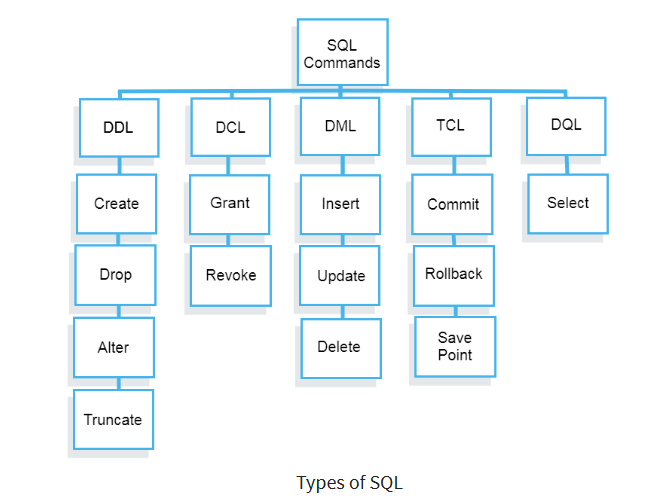 SQL
Commands
DDL
DCL
DML
TCL
DQL
Create
Grant
Insert
Commit
Select
Drop
Revoke
Update
Rollback
Alter
Delete
Save
Point
Truncate
Types of SQL